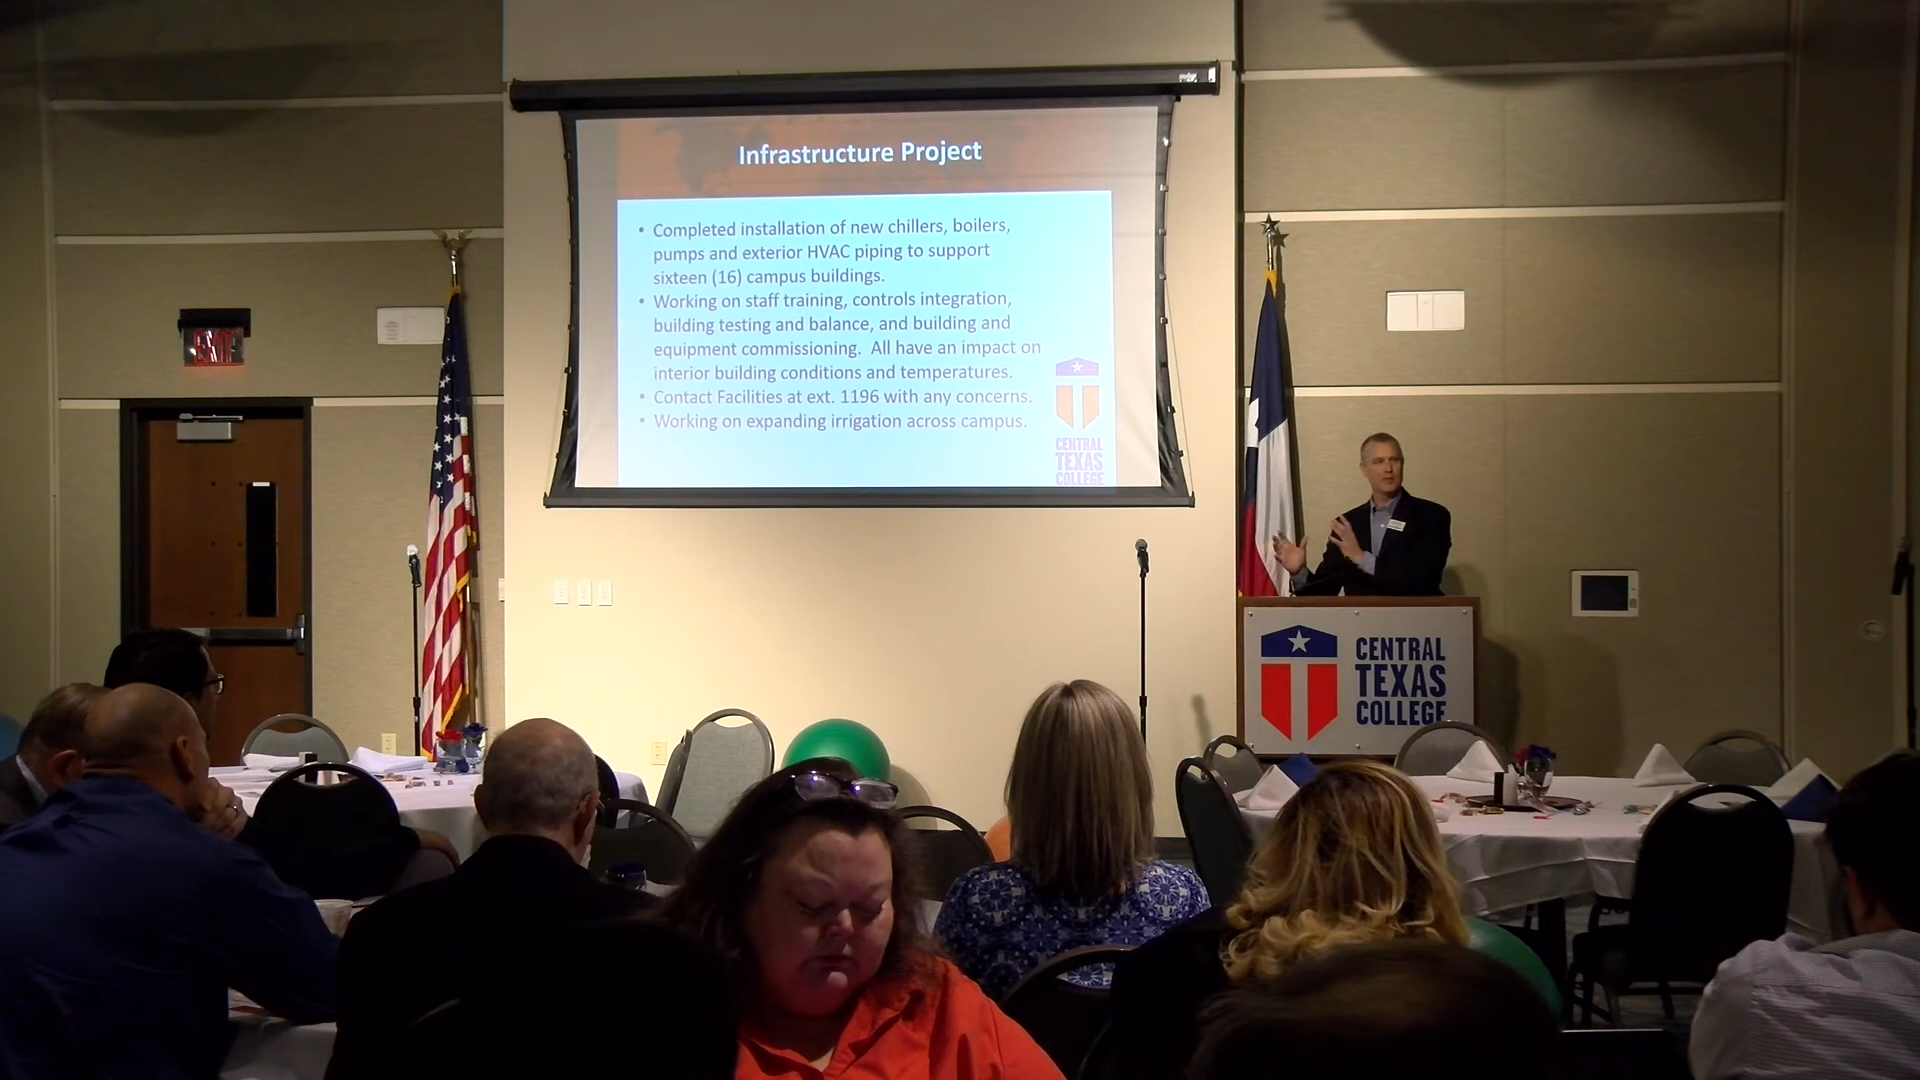 Infrastructure Project
• Completed installation of new chillers, boilers,
pumps and exterior HVAC piping to support
sixteen (16) campus buildings.
• Working on staff training, controls integration,
building testing and balance, and building and
equipment commissioning.  All have an impact on
interior building conditions and temperatures.
• Contact Facilities at ext. 1196 with any concerns.
• Working on expanding irrigation across campus.
CENTRAL
TEXAS
COLLEGE
EXIT
CENTRAL
TEXAS
COLLEGE